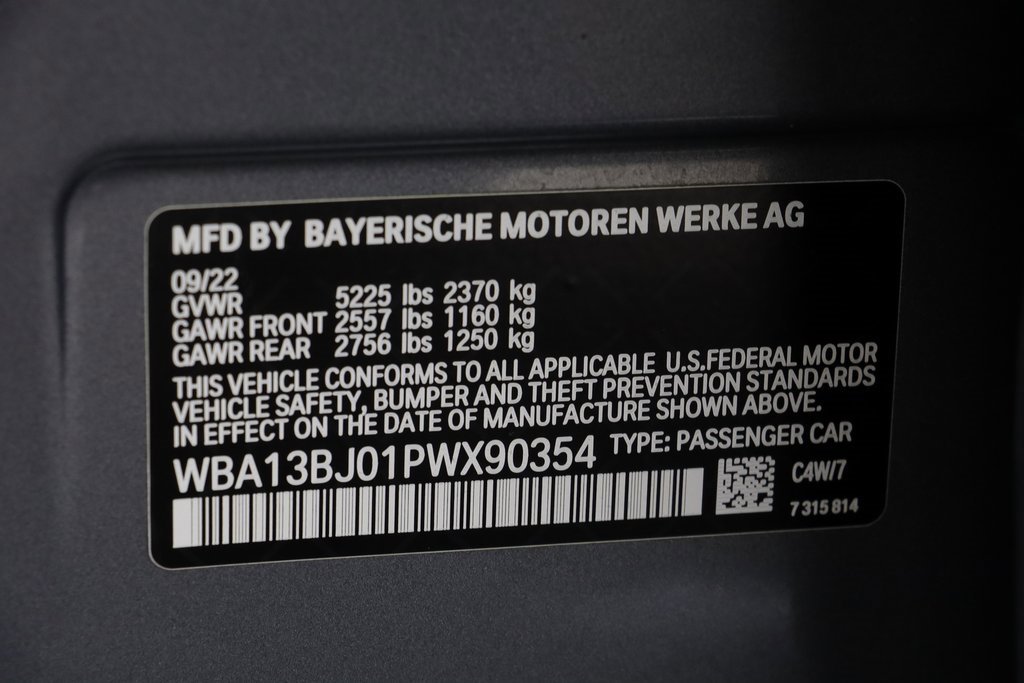 MFD BY BAYERISCHE MOTOREN WERKE AG
09/22
GVWR 5225 lbs 2370 kg
GAWR FRONT 2557 lbs 1160 kg
GAWR REAR 2756 lbs 1250 kg
THIS VEHICLE CONFORMS TO ALL APPLICABLE U.S.FEDERAL MOTOR
VEHICLE SAFETY, BUMPER AND THEFT PREVENTION STANDARDS
IN EFFECT ON THE DATE OF MANUFACTURE SHOWN ABOVE.
WBA13BJ01PWX90354 TYPE: PASSENGER CAR
C4W/7
7 315 814